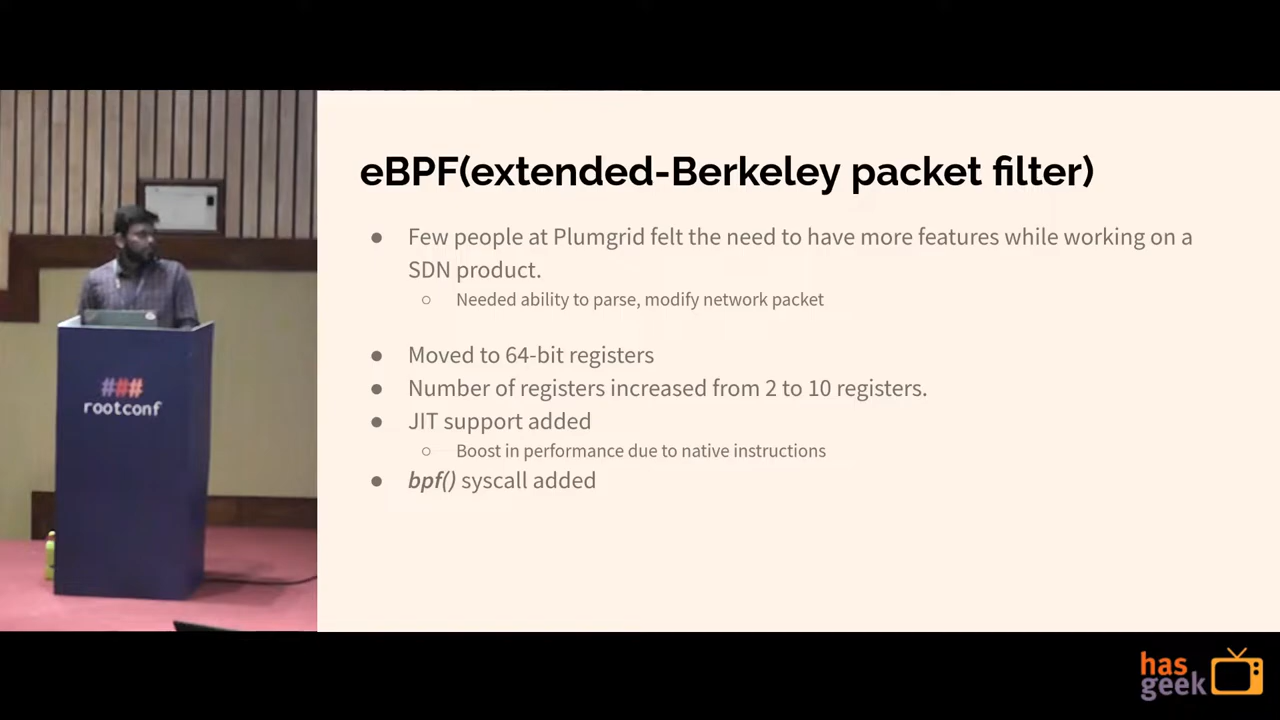 eBPF(extended-Berkeley packet filter)
● Few people at Plumgrid felt the need to have more features while working on a
SDN product.
○ Needed ability to parse, modify network packet
● Moved to 64-bit registers
● Number of registers increased from 2 to 10 registers.
● JIT support added
○ Boost in performance due to native instructions
● bpf() syscall added
###
rootconf
has
geek